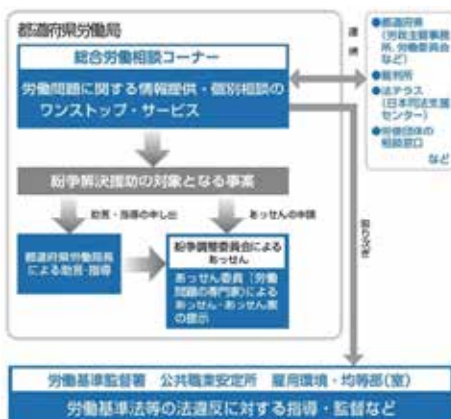 都道府県労働局
総合労働相談コーナー
労働問題に関する情報提供・個別相談の
ワンストップ・サービス
連携
●都道府県
(労政主管事務
所、労働委員会
など)
●裁判所
●法テラス
(日本司法支援
センター)
●労使団体の
相談窓口
など
紛争解決援助の対象となる事案
助言・指導の申し出
あっせんの申請
取り次ぎ
都道府県労働局長
による助言・指導
紛争調整委員会による
あっせん
あっせん委員(労働
問題の専門家)による
あっせん・あっせん案
の提示
労働基準監督署 公共職業安定所 雇用環境・均等部(室)
労働基準法等の法違反に対する指導・監督など